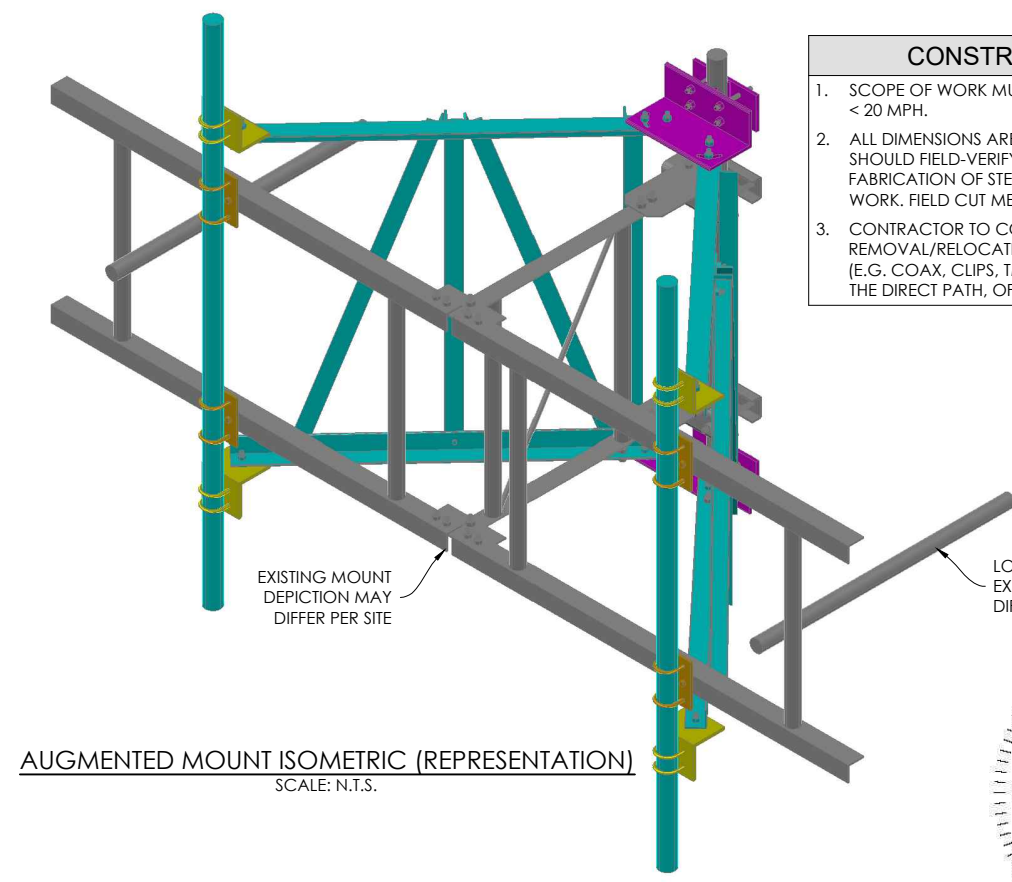 CONSTR
1. SCOPE OF WORK MU
< 20 MPH.
2. ALL DIMENSIONS ARE
SHOULD FIELD-VERIFY
FABRICATION OF STE
WORK. FIELD CUT ME
3. CONTRACTOR TO CO
REMOVAL/RELOCATI
(E.G. COAX, CLIPS, T
THE DIRECT PATH, OF
EXISTING MOUNT
DEPICTION MAY
DIFFER PER SITE
LO
EX
DI
AUGMENTED MOUNT ISOMETRIC (REPRESENTATION)
SCALE: N.T.S.